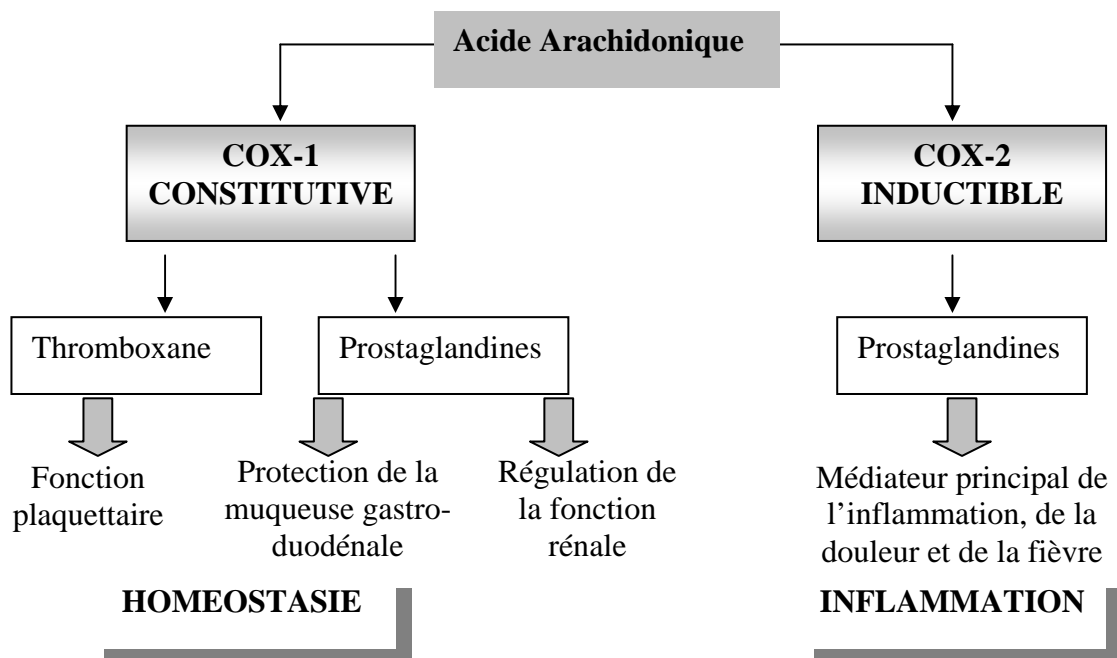 Acide Arachidonique
COX-1
CONSTITUTIVE
COX-2
INDUCTIBLE
Thromboxane
Prostaglandines
Prostaglandines
Fonction
plaquettaire
Protection de la
muqueuse gastro-
duodénale
Régulation de
la fonction
rénale
Médiateur principal de
l’inflammation, de la
douleur et de la fièvre
HOMEOSTASIE
INFLAMMATION